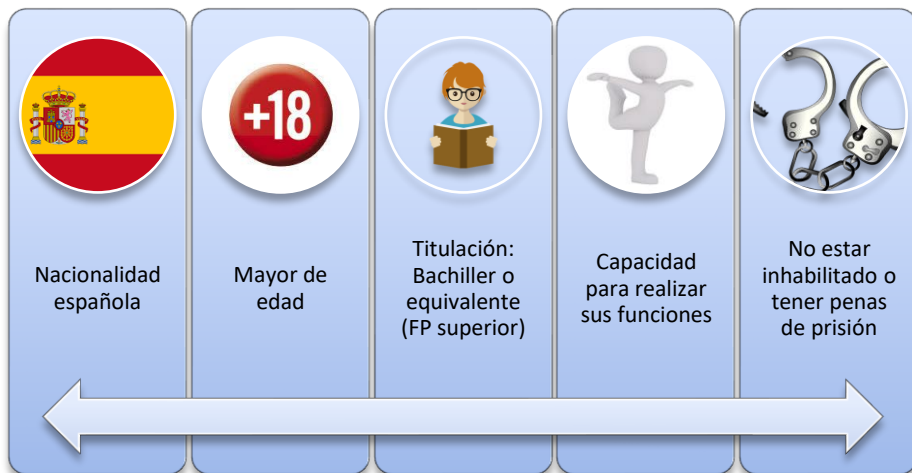 +18
Nacionalidad
española
Mayor de
edad
Titulación:
Bachiller o
equivalente
(FP superior)
Capacidad
para realizar
sus funciones
No estar
inhabilitado o
tener penas
de prisión